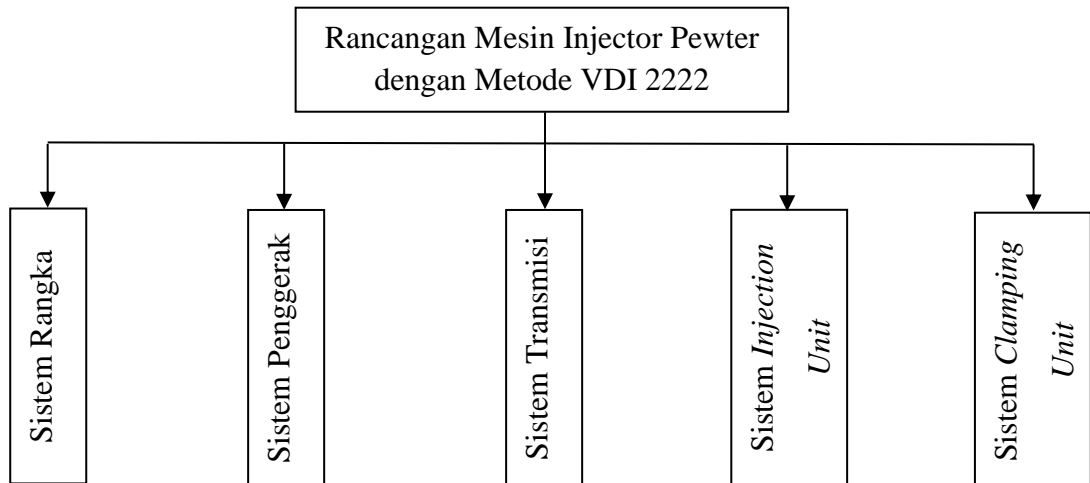 Rancangan Mesin Injector Pewter
dengan Metode VDI 2222
Sistem Rangka
Sistem Penggerak
Sistem Transmisi
Sistem Injection
Unit
Sistem Clamping
Unit